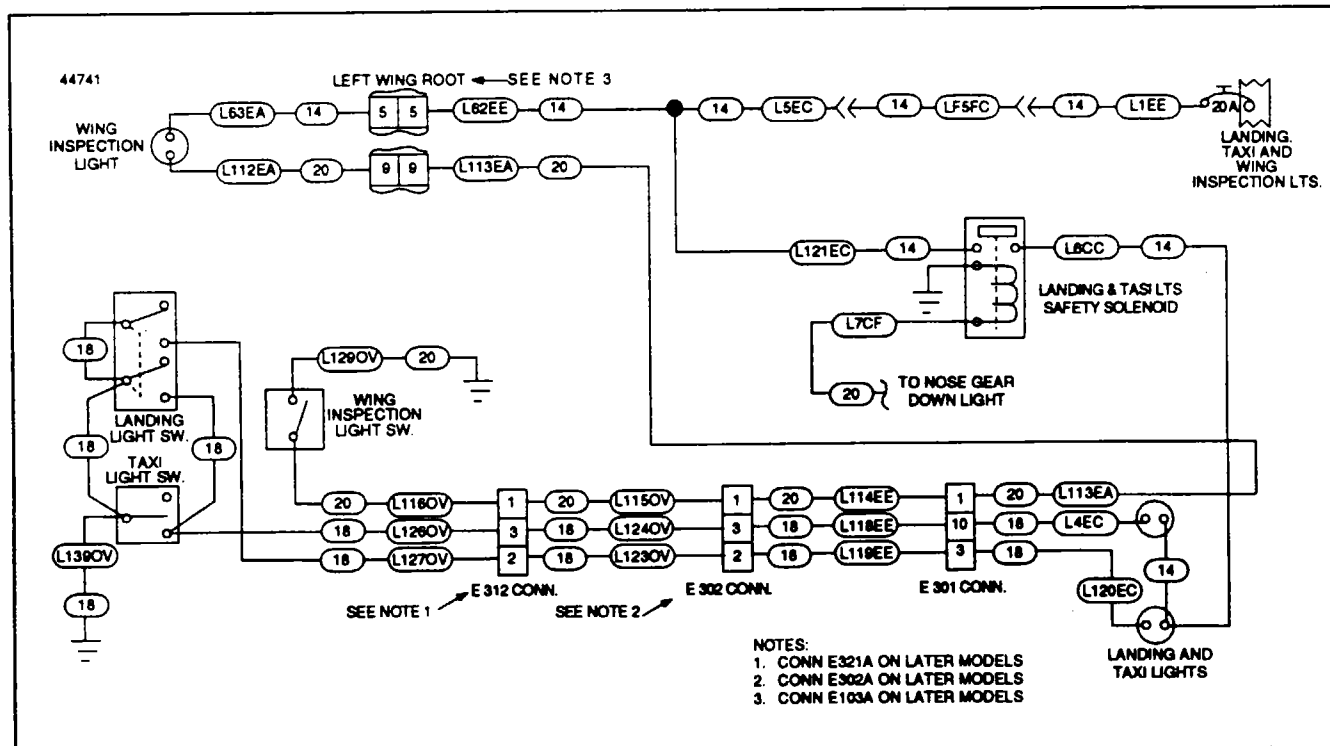 44741
LEFT WING ROOT SEE NOTE 3
L63EA 14 5 5 L62EE 14 14 L5EC 14 LF5FC 14 L1EE 20A
WING
INSPECTION
LIGHT
LANDING.
TAXI AND
WING
INSPECTION LTS.
L112EA 20 9 9 L113EA 20
L121EC 14 L6CC 14
LANDING & TASI LTS
SAFETY SOLENOID
L7CF
20 TO NOSE GEAR
DOWN LIGHT
18
LANDING
LIGHT SW.
18 18
TAXI
LIGHT SW.
L139OV
18
L129OV 20
WING
INSPECTION
LIGHT SW.
20 L116OV 1 20 L115OV 1 20 L114EE 1 20 L113EA
18 L126OV 3 18 L124OV 3 18 L118EE 10 18 L4EC
18 L127OV 2 18 L123OV 2 18 L119EE 3 18
14
L120EC
E 312 CONN. E 302 CONN. E 301 CONN.
SEE NOTE 1 SEE NOTE 2
LANDING AND
TAXI LIGHTS
NOTES:
1. CONN E321A ON LATER MODELS
2. CONN E302A ON LATER MODELS
3. CONN E103A ON LATER MODELS